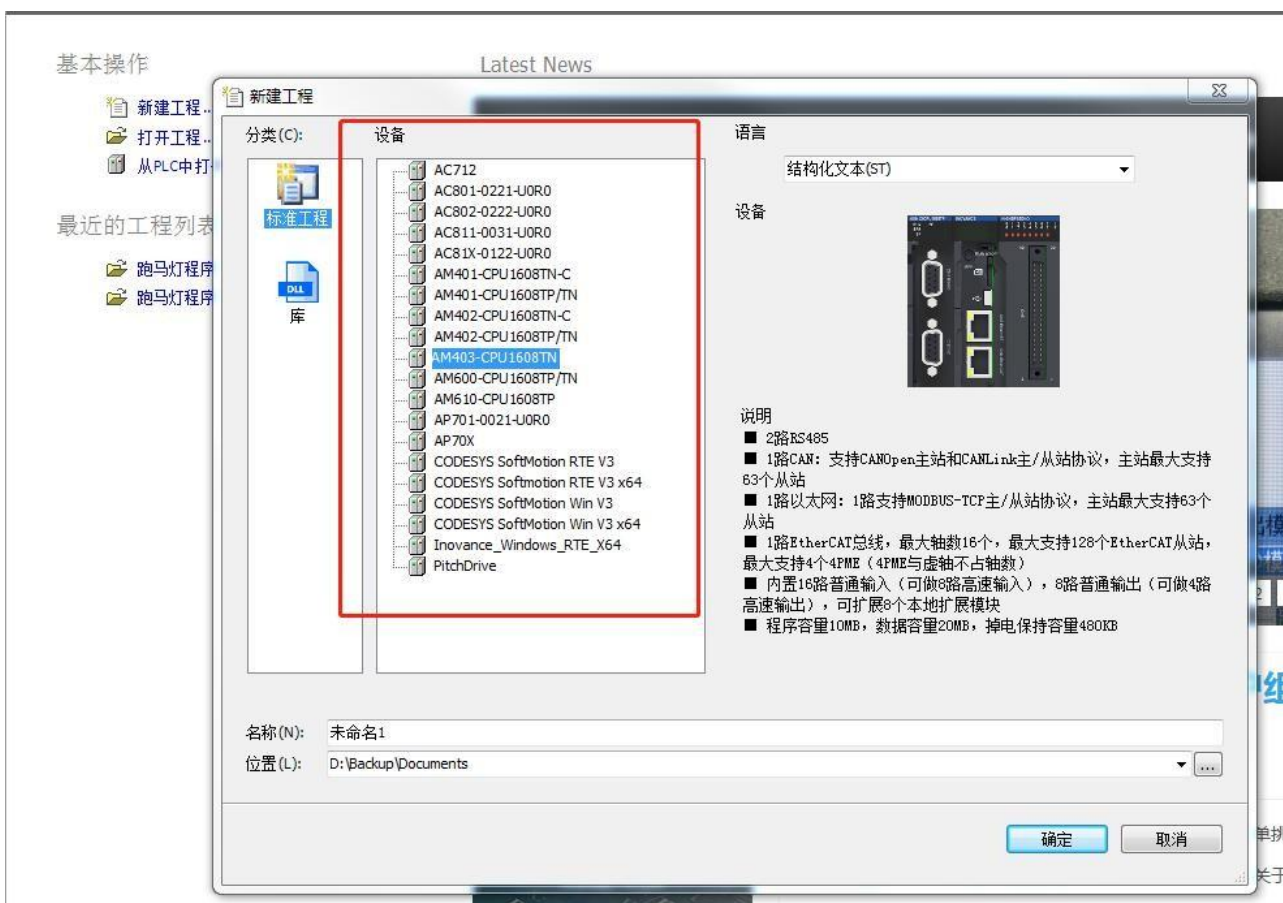 基本操作
Latest News
新建工程..
打开工程..
从PLC中打
最近的工程列表
跑马灯程序
跑马灯程序
新建工程
分类(C):
标准工程
DLL
库
设备
AC712
AC801-0221-U0R0
AC802-0222-U0R0
AC811-0031-U0R0
AC81X-0122-U0R0
AM401-CPU1608TN-C
AM401-CPU1608TP/TN
AM402-CPU1608TN-C
AM402-CPU1608TP/TN
AM403-CPU1608TN
AM600-CPU1608TP/TN
AM610-CPU1608TP
AP701-0021-U0R0
AP70X
CODESYS SoftMotion RTE V3
CODESYS Softmotion RTE V3 x64
CODESYS SoftMotion Win V3
CODESYS SoftMotion Win V3 x64
Inovance_Windows_RTE_X64
PitchDrive
语言
结构化文本(ST)
设备
说明
■ 2路RS485
■ 1路CAN: 支持CANOpen主站和CANLink主/从站协议，主站最大支持
63个从站
■ 1路以太网: 1路支持MODBUS-TCP主/从站协议，主站最大支持63个
从站
■ 1路EtherCAT总线，最大轴数16个，最大支持128个EtherCAT从站，
最大支持4个4PME（4PME与虚轴不占轴数）
■ 内置16路普通输入（可做8路高速输入），8路普通输出（可做4路
高速输出），可扩展8个本地扩展模块
■ 程序容量10MB，数据容量20MB，掉电保持容量480KB
名称(N):
未命名1
位置(L):
D:\Backup\Documents
...
确定
取消
单
关于